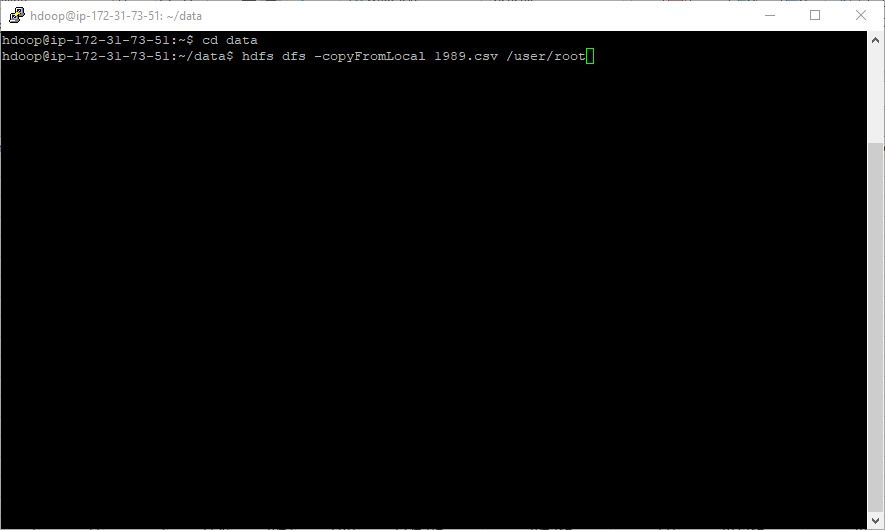 hdoop@ip-172-31-73-51: ~/data
hdoop@ip-172-31-73-51:~$ cd data
hdoop@ip-172-31-73-51:~/data$ hdfs dfs -copyFromLocal 1989.csv /user/root